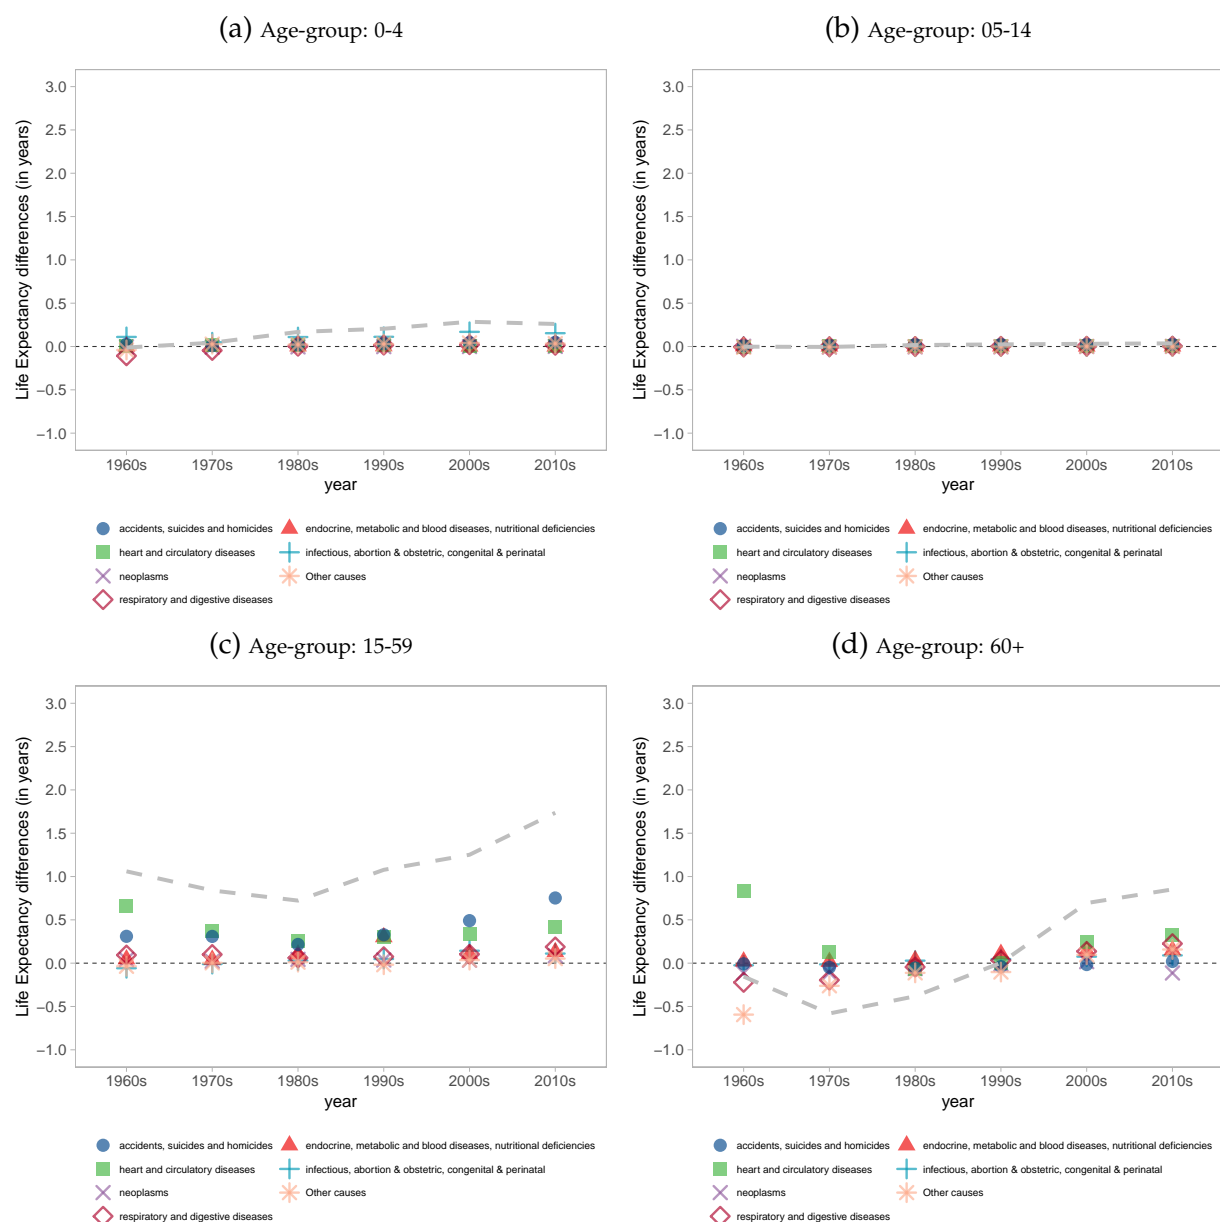 (a) Age-group: 0-4
Life Expectancy differences (in years)
3.0
2.5
2.0
1.5
1.0
0.5
0.0
−0.5
−1.0
1960s 1970s 1980s 1990s 2000s 2010s
year
accidents, suicides and homicides endocrine, metabolic and blood diseases, nutritional deficiencies
heart and circulatory diseases infectious, abortion & obstetric, congenital & perinatal
neoplasms Other causes
respiratory and digestive diseases
(b) Age-group: 05-14
Life Expectancy differences (in years)
3.0
2.5
2.0
1.5
1.0
0.5
0.0
−0.5
−1.0
1960s 1970s 1980s 1990s 2000s 2010s
year
accidents, suicides and homicides endocrine, metabolic and blood diseases, nutritional deficiencies
heart and circulatory diseases infectious, abortion & obstetric, congenital & perinatal
neoplasms Other causes
respiratory and digestive diseases
(c) Age-group: 15-59
Life Expectancy differences (in years)
3.0
2.5
2.0
1.5
1.0
0.5
0.0
−0.5
−1.0
1960s 1970s 1980s 1990s 2000s 2010s
year
accidents, suicides and homicides endocrine, metabolic and blood diseases, nutritional deficiencies
heart and circulatory diseases infectious, abortion & obstetric, congenital & perinatal
neoplasms Other causes
respiratory and digestive diseases
(d) Age-group: 60+
Life Expectancy differences (in years)
3.0
2.5
2.0
1.5
1.0
0.5
0.0
−0.5
−1.0
1960s 1970s 1980s 1990s 2000s 2010s
year
accidents, suicides and homicides endocrine, metabolic and blood diseases, nutritional deficiencies
heart and circulatory diseases infectious, abortion & obstetric, congenital & perinatal
neoplasms Other causes
respiratory and digestive diseases